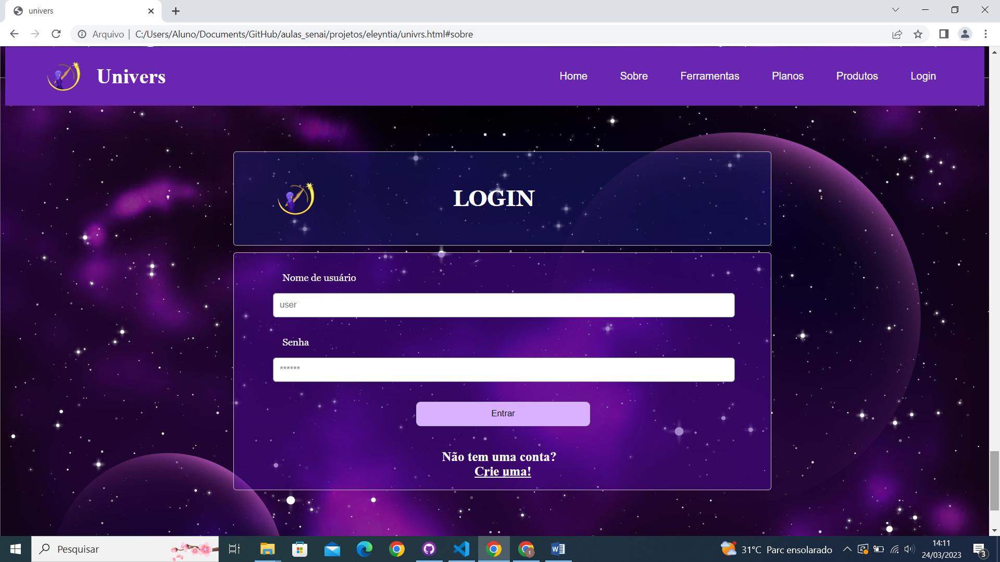 univers
Arquivo | C:/Users/Aluno/Documents/GitHub/aulas_senai/projetos/eleyntia/univrs.html#sobre
Univers
Home Sobre Ferramentas Planos Produtos Login
LOGIN
Nome de usuário
user
Senha
******
Entrar
Não tem uma conta?
Crie uma!
Pesquisar
31°C Parc ensolarado
14:11
24/03/2023
3